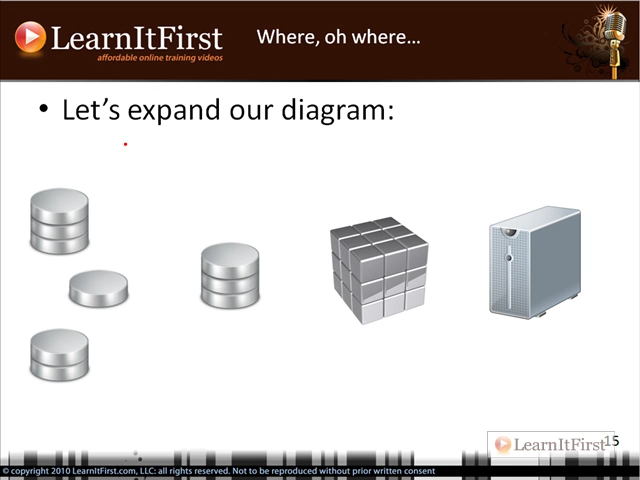 LearnItFirst
affordable online training videos
Where, oh where...
• Let's expand our diagram:
LearnItFirst
15
© copyright 2010 LearnItFirst.com, LLC: all rights reserved. Not to be reproduced without prior written consent